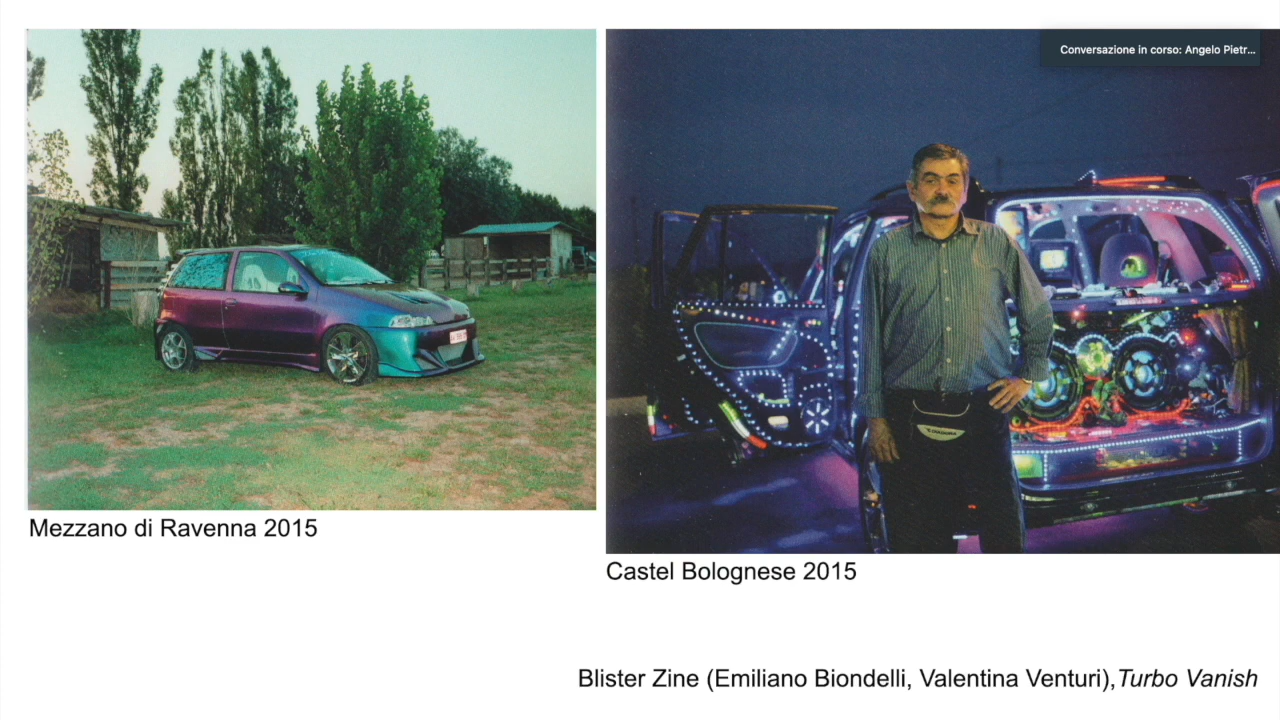 Conversazione in corso: Angelo Pietr...
Mezzano di Ravenna 2015
Castel Bolognese 2015
Blister Zine (Emiliano Biondelli, Valentina Venturi),Turbo Vanish